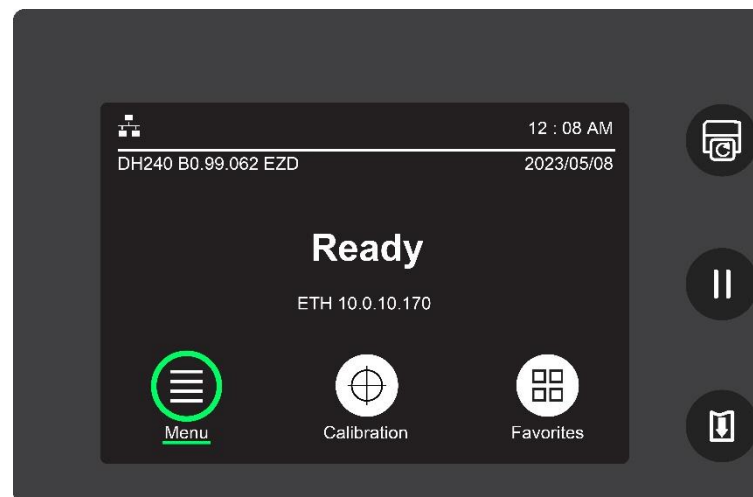 12 : 08 AM
DH240 B0.99.062 EZD
2023/05/08
Ready
ETH 10.0.10.170
Menu
Calibration
Favorites